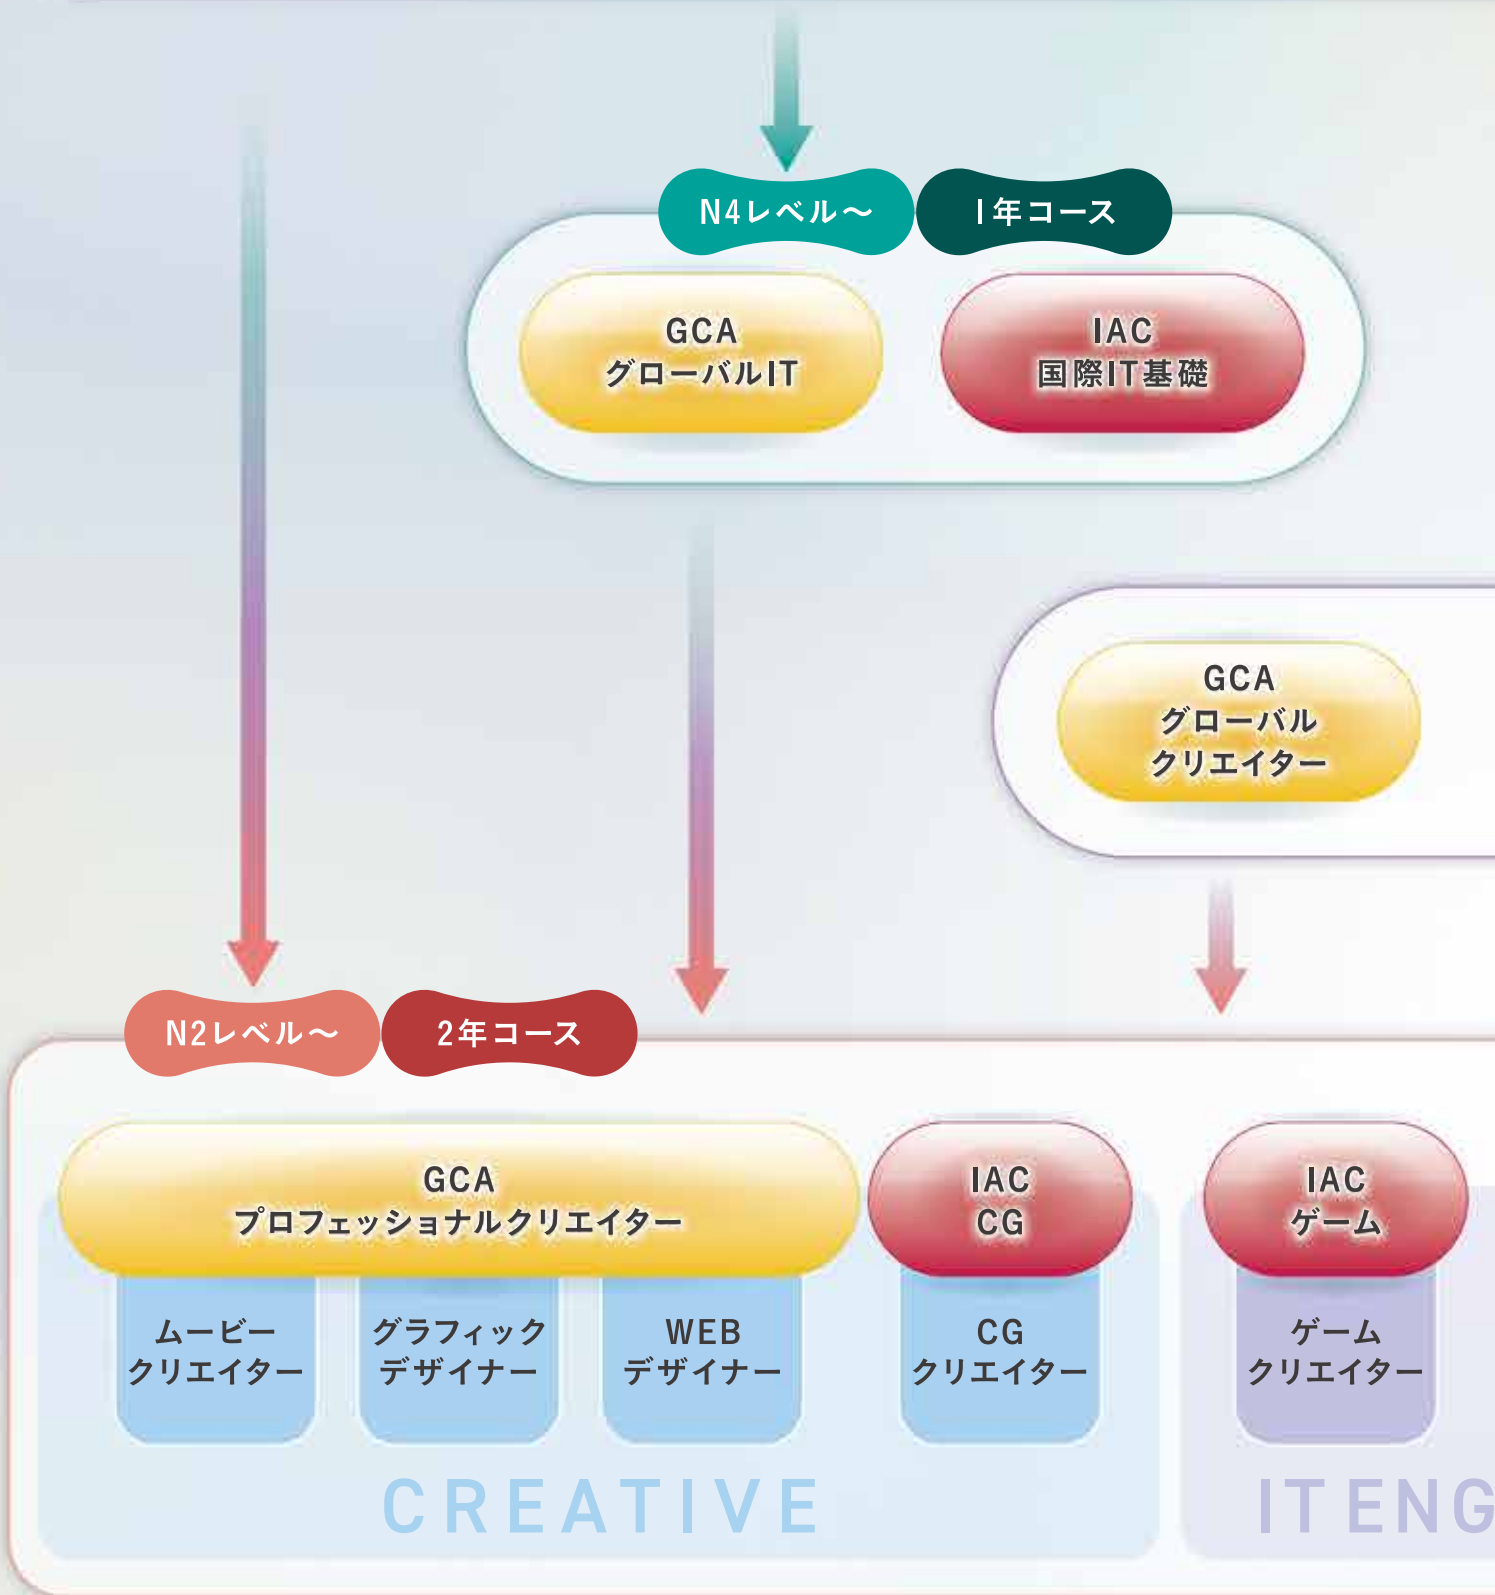 N4レベル〜
1年コース
GCA
グローバルIT
IAC
国際IT基礎
GCA
グローバル
クリエイター
N2レベル〜
2年コース
GCA
プロフェッショナルクリエイター
IAC
CG
IAC
ゲーム
ムービー
クリエイター
グラフィック
デザイナー
WEB
デザイナー
CG
クリエイター
ゲーム
クリエイター
CREATIVE
IT ENG